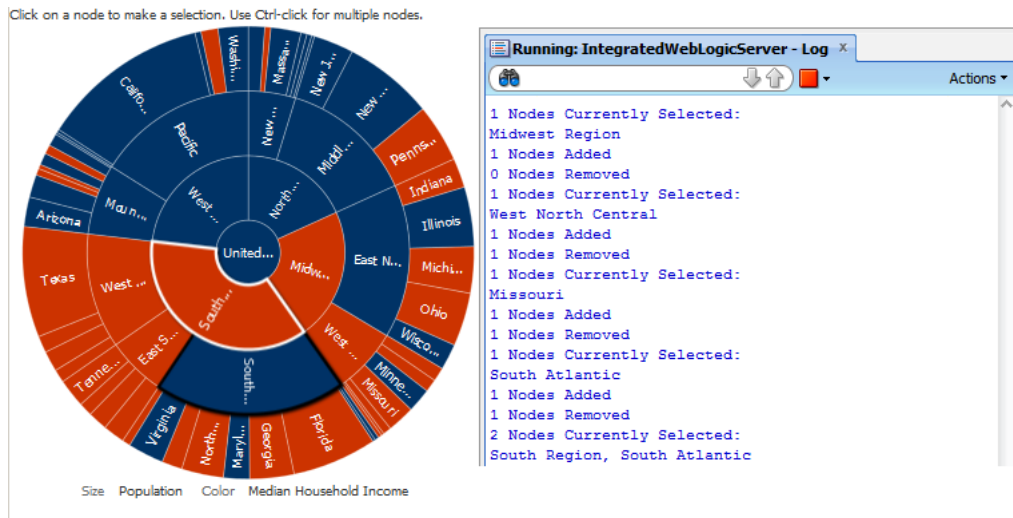 Click on a node to make a selection. Use Ctrl-click for multiple nodes.
Washi...
Massa...
New J...
New ...
Penns...
Indiana
Illinois
Michi...
Ohio
Wisco...
Minne...
Missouri
Florida
Georgia
Maryl...
North...
Virginia
Tenne...
Texas
Arizona
Califo...
Pacific
New ...
Middl...
East N...
West ...
South...
East S...
West ...
Moun...
West ...
North...
Midw...
South...
United...
Size Population Color Median Household Income
Running: IntegratedWebLogicServer - Log x
Actions
1 Nodes Currently Selected:
Midwest Region
1 Nodes Added
0 Nodes Removed
1 Nodes Currently Selected:
West North Central
1 Nodes Added
1 Nodes Removed
1 Nodes Currently Selected:
Missouri
1 Nodes Added
1 Nodes Removed
1 Nodes Currently Selected:
South Atlantic
1 Nodes Added
1 Nodes Removed
2 Nodes Currently Selected:
South Region, South Atlantic